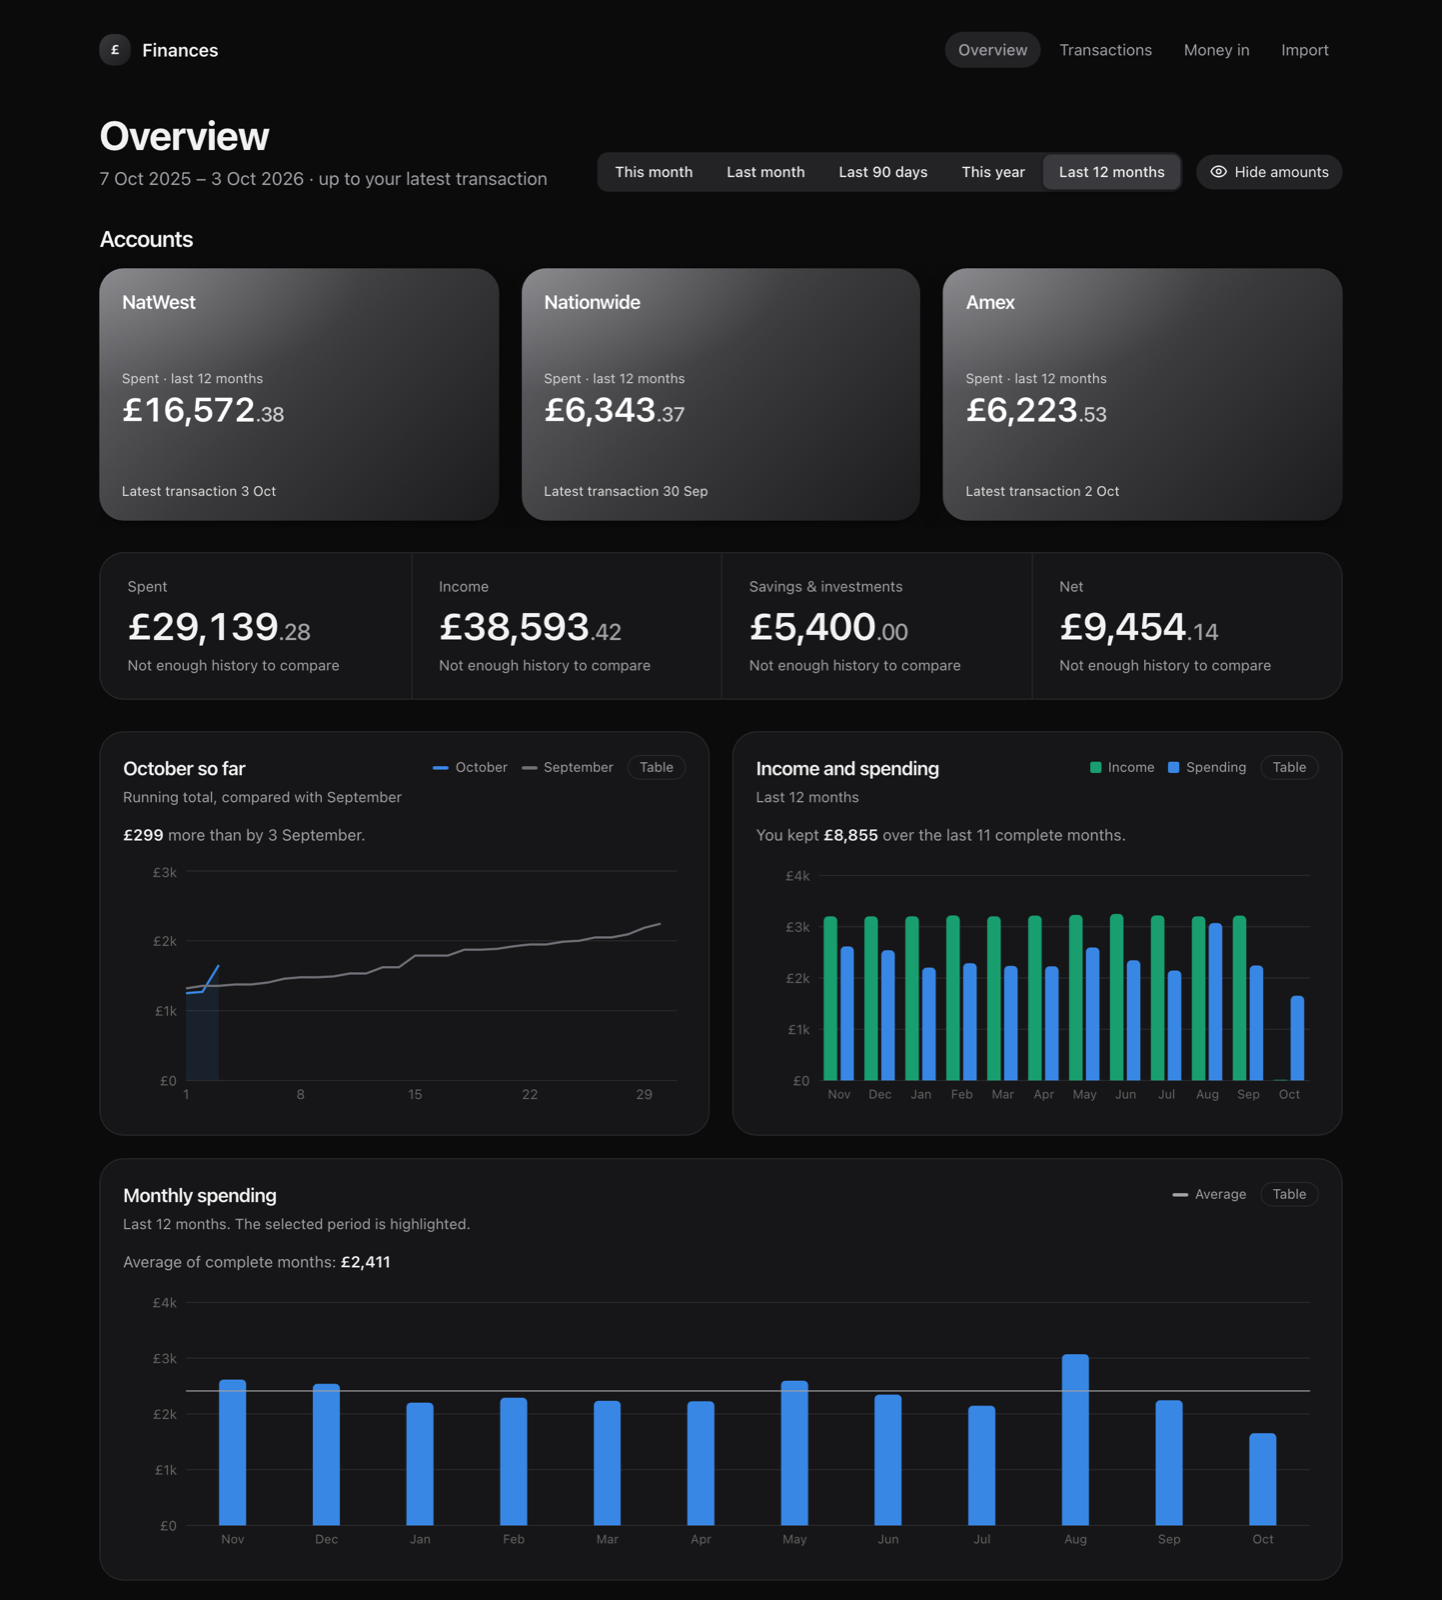 £ Finances
Overview Transactions Money in Import
Overview
7 Oct 2025 – 3 Oct 2026 · up to your latest transaction
This month Last month Last 90 days This year Last 12 months Hide amounts
Accounts
NatWest
Spent · last 12 months
£16,572.38
Latest transaction 3 Oct
Nationwide
Spent · last 12 months
£6,343.37
Latest transaction 30 Sep
Amex
Spent · last 12 months
£6,223.53
Latest transaction 2 Oct
Spent
£29,139.28
Not enough history to compare
Income
£38,593.42
Not enough history to compare
Savings & investments
£5,400.00
Not enough history to compare
Net
£9,454.14
Not enough history to compare
October so far
October September Table
Running total, compared with September
£299 more than by 3 September.
£3k
£2k
£1k
£0
1 8 15 22 29
Income and spending
Income Spending Table
Last 12 months
You kept £8,855 over the last 11 complete months.
£4k
£3k
£2k
£1k
£0
Nov Dec Jan Feb Mar Apr May Jun Jul Aug Sep Oct
Monthly spending
Average Table
Last 12 months. The selected period is highlighted.
Average of complete months: £2,411
£4k
£3k
£2k
£1k
£0
Nov Dec Jan Feb Mar Apr May Jun Jul Aug Sep Oct